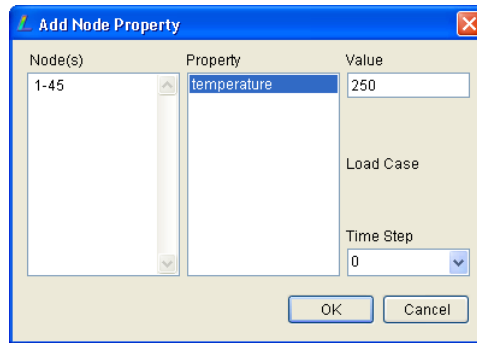 Add Node Property
Node(s) Property Value
1-45 temperature 250
Load Case
Time Step
0
OK Cancel